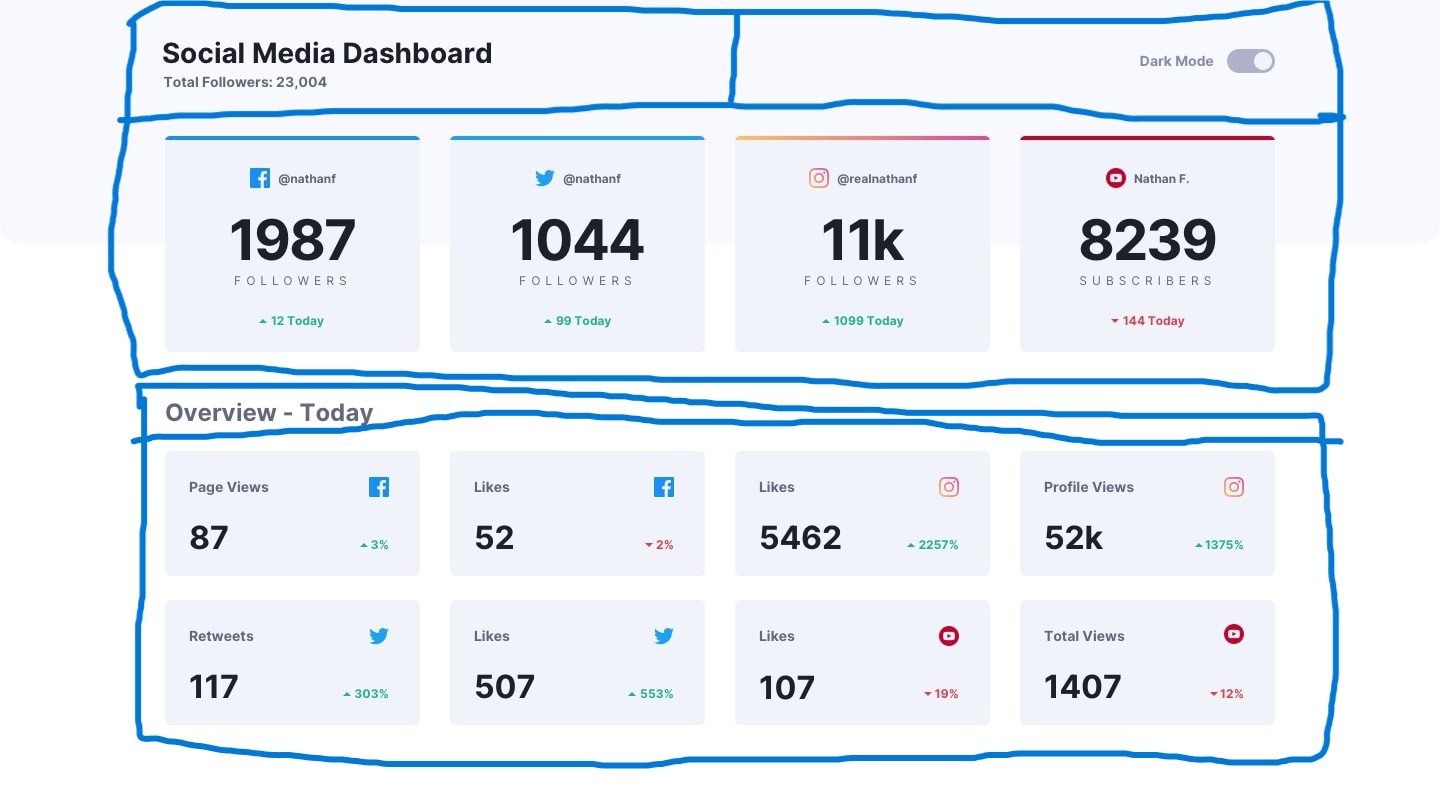 Social Media Dashboard
Total Followers: 23,004
Dark Mode
@nathanf
1987
FOLLOWERS
12 Today
@nathanf
1044
FOLLOWERS
99 Today
@realnathanf
11k
FOLLOWERS
1099 Today
Nathan F.
8239
SUBSCRIBERS
144 Today
Overview - Today
Page Views
87
3%
Likes
52
2%
Likes
5462
2257%
Profile Views
52k
1375%
Retweets
117
303%
Likes
507
553%
Likes
107
19%
Total Views
1407
12%